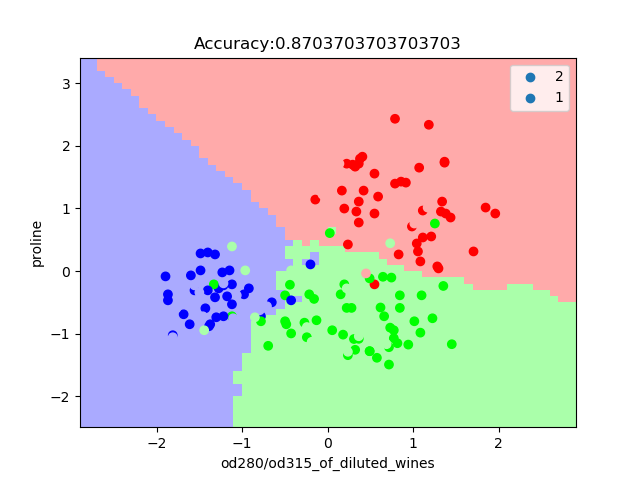 Accuracy:0.8703703703703703
2
1
3
2
1
0
−1
−2
proline
−2 −1 0 1 2
od280/od315_of_diluted_wines